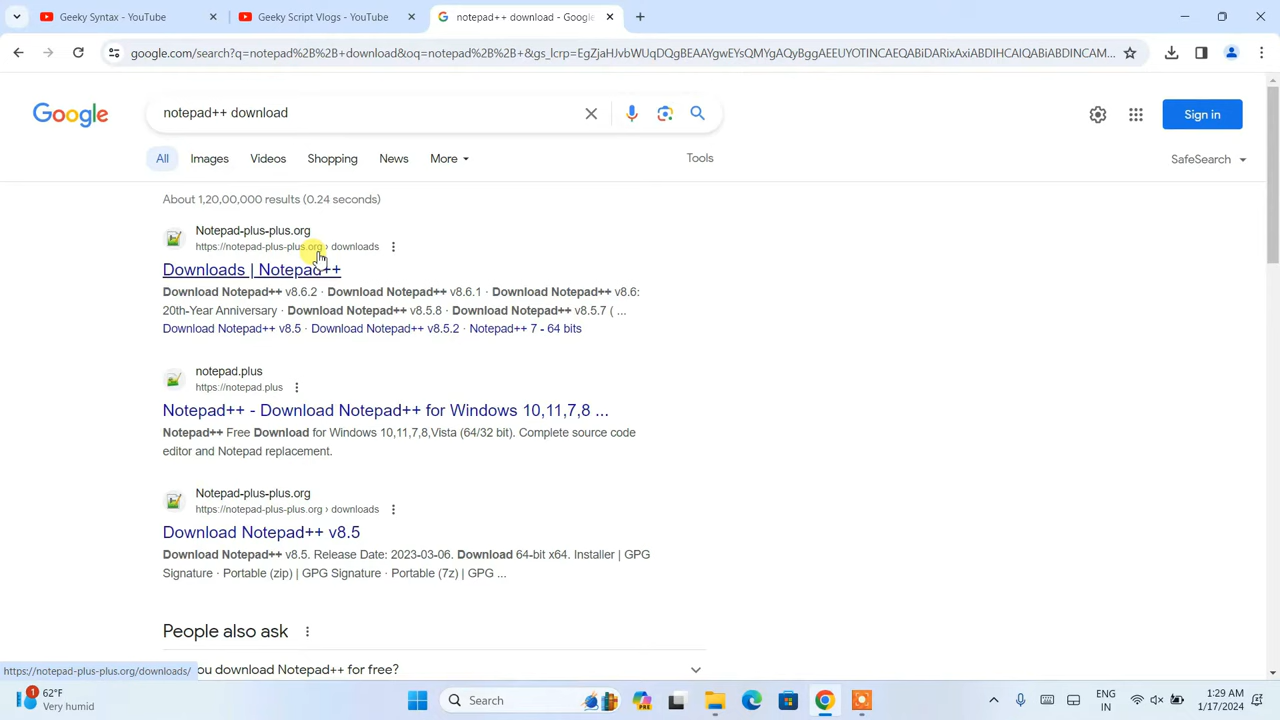 Geeky Syntax - YouTube
Geeky Script Vlogs - YouTube
notepad++ download - Google
google.com/search?q=notepad%2B%2B+download&oq=notepad%2B%2B+&gs_lcrp=EgZjaHJvbWUqDQgBEAAYgwEYsQMYgAQyBggAEEUYOTINCAEQABiDARixAxiABDIHCAIQABiABDINCAM...
Google
notepad++ download
Sign in
All
Images
Videos
Shopping
News
More
Tools
SafeSearch
About 1,20,00,000 results (0.24 seconds)
Notepad-plus-plus.org
https://notepad-plus-plus.org › downloads
Downloads | Notepad++
Download Notepad++ v8.6.2 · Download Notepad++ v8.6.1 · Download Notepad++ v8.6:
20th-Year Anniversary · Download Notepad++ v8.5.8 · Download Notepad++ v8.5.7 ( ...
Download Notepad++ v8.5 · Download Notepad++ v8.5.2 · Notepad++ 7 - 64 bits
notepad.plus
https://notepad.plus
Notepad++ - Download Notepad++ for Windows 10,11,7,8 ...
Notepad++ Free Download for Windows 10,11,7,8,Vista (64/32 bit). Complete source code
editor and Notepad replacement.
Notepad-plus-plus.org
https://notepad-plus-plus.org › downloads
Download Notepad++ v8.5
Download Notepad++ v8.5. Release Date: 2023-03-06. Download 64-bit x64. Installer | GPG
Signature · Portable (zip) | GPG Signature · Portable (7z) | GPG ...
People also ask
you download Notepad++ for free?
https://notepad-plus-plus.org/downloads/
1
62°F
Very humid
Search
PRE
ENG
IN
1:29 AM
1/17/2024